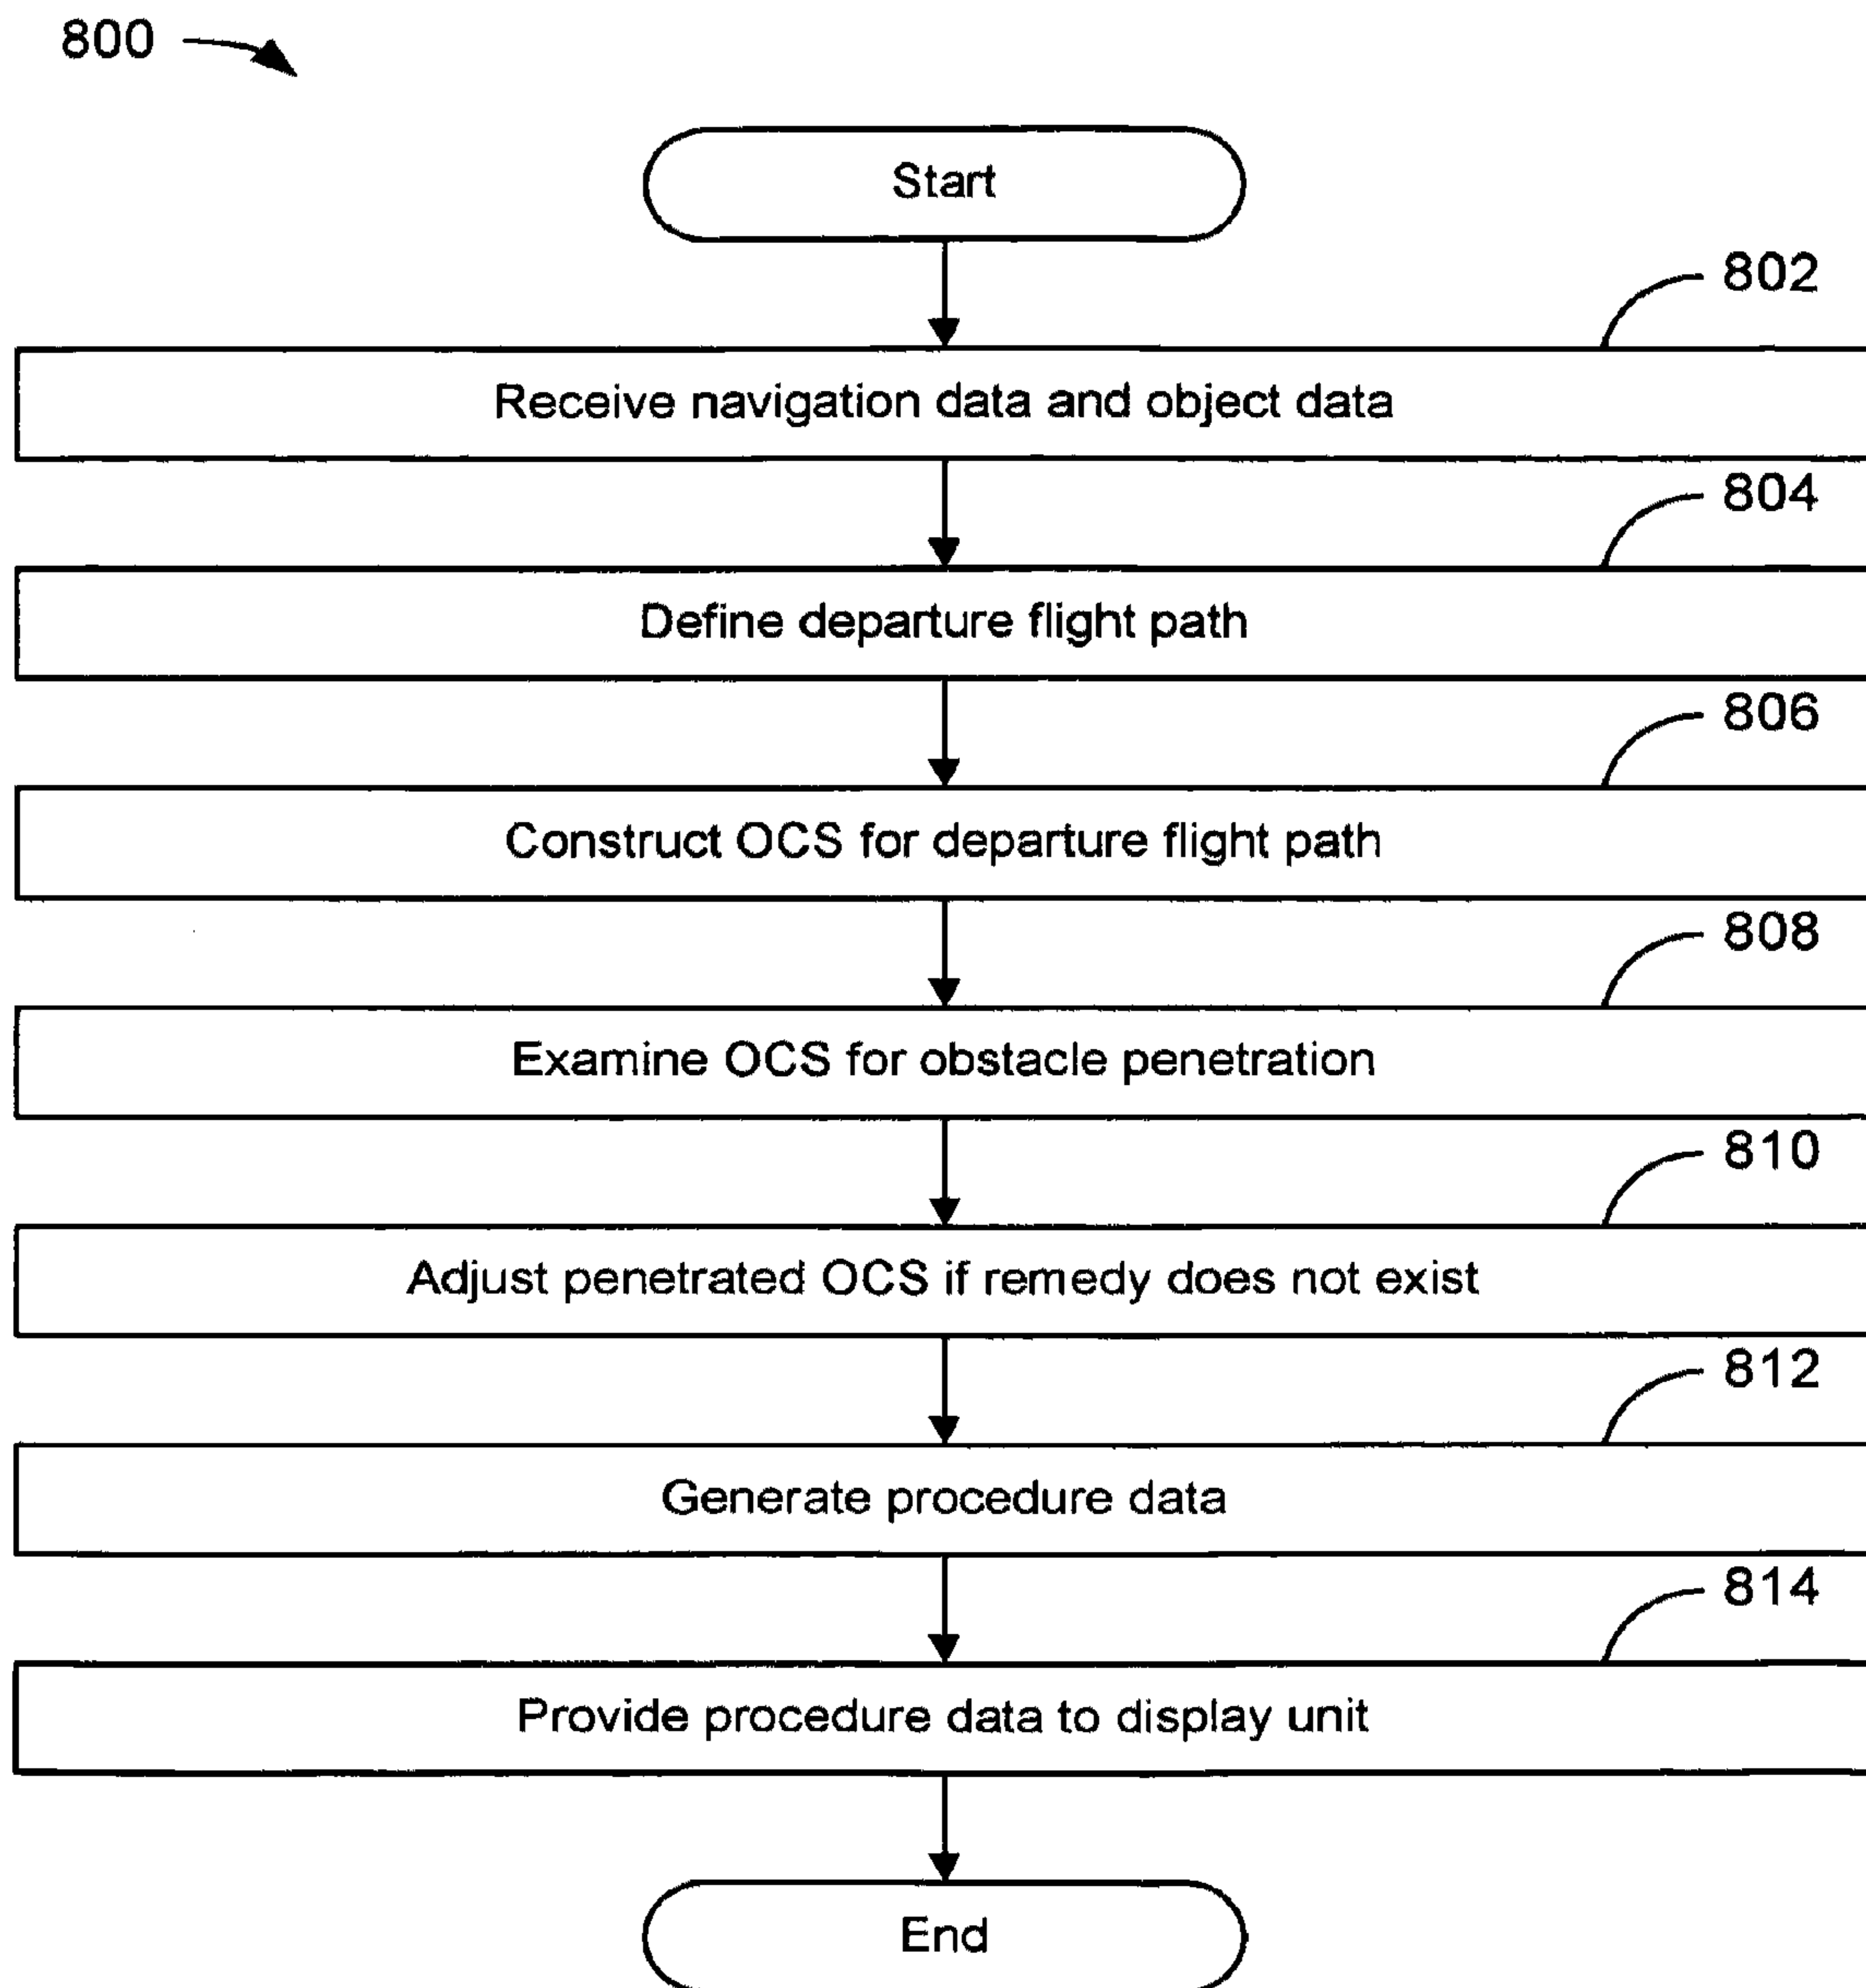 800
Start
802
Receive navigation data and object data
804
Define departure flight path
806
Construct OCS for departure flight path
808
Examine OCS for obstacle penetration
810
Adjust penetrated OCS if remedy does not exist
812
Generate procedure data
814
Provide procedure data to display unit
End